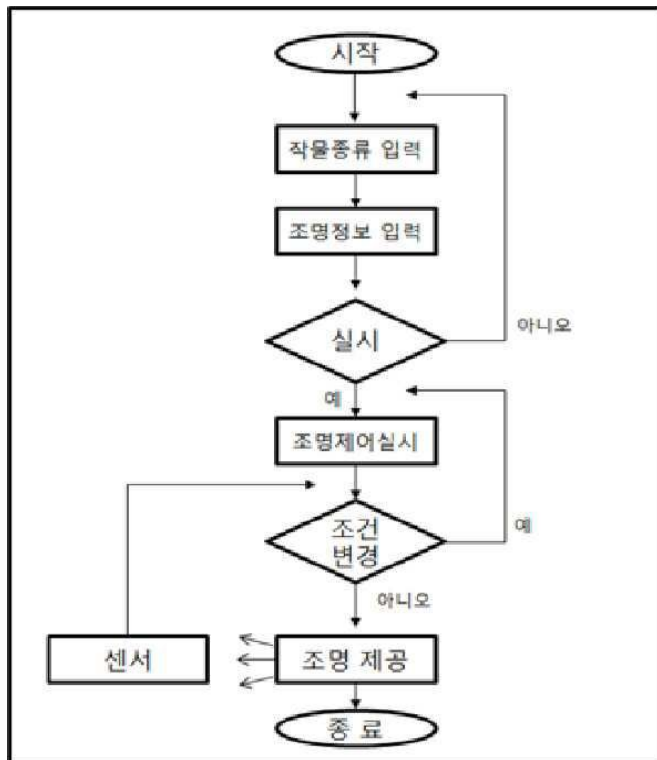 시작
작물종류 입력
조명정보 입력
실시
아니오
예
조명제어실시
조건
변경
예
아니오
센서
조명 제공
종 료